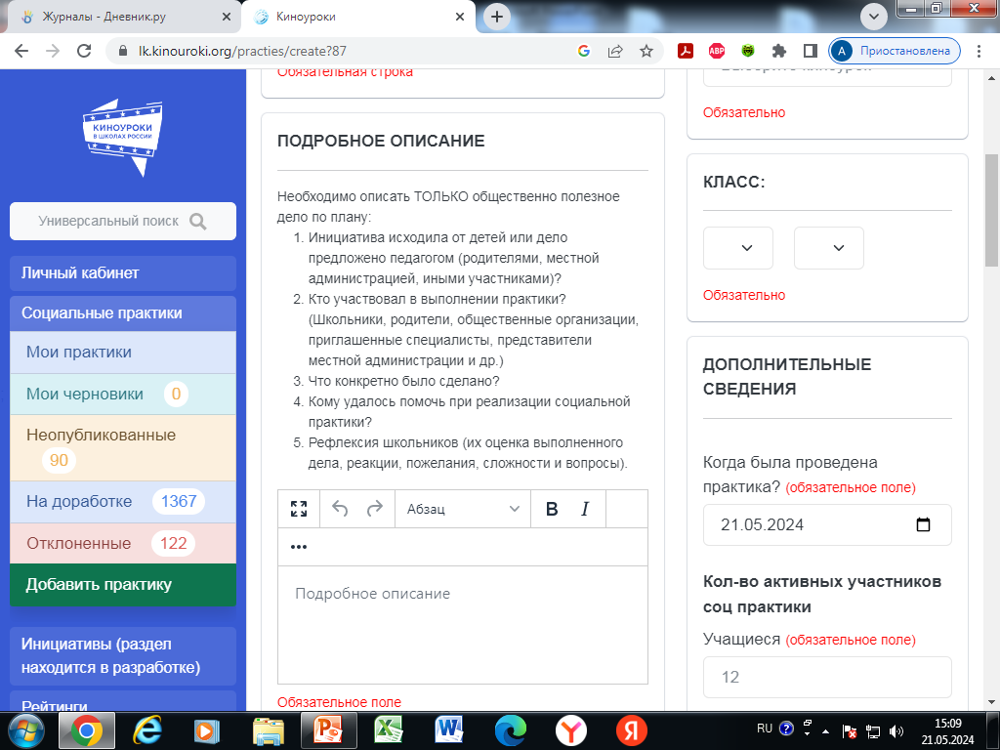 Журналы - Дневник.ру
Киноуроки
lk.kinouroki.org/practies/create?87
ABP
А Приостановлена
КИНОУРОКИ
В ШКОЛАХ РОССИИ
Универсальный поиск
Личный кабинет
Социальные практики
Мои практики
Мои черновики 0
Неопубликованные
90
На доработке 1367
Отклоненные 122
Добавить практику
Инициативы (раздел
находится в разработке)
Рейтинги
Обязательная строка
ПОДРОБНОЕ ОПИСАНИЕ
Необходимо описать ТОЛЬКО общественно полезное
дело по плану:
1. Инициатива исходила от детей или дело
предложено педагогом (родителями, местной
администрацией, иными участниками)?
2. Кто участвовал в выполнении практики?
(Школьники, родители, общественные организации,
приглашенные специалисты, представители
местной администрации и др.)
3. Что конкретно было сделано?
4. Кому удалось помочь при реализации социальной
практики?
5. Рефлексия школьников (их оценка выполненного
дела, реакции, пожелания, сложности и вопросы).
Абзац
B I
Подробное описание
Обязательное поле
Выберите киноурок
Обязательно
КЛАСС:
Обязательно
ДОПОЛНИТЕЛЬНЫЕ
СВЕДЕНИЯ
Когда была проведена
практика? (обязательное поле)
21.05.2024
Кол-во активных участников
соц практики
Учащиеся (обязательное поле)
12
RU
15:09
21.05.2024